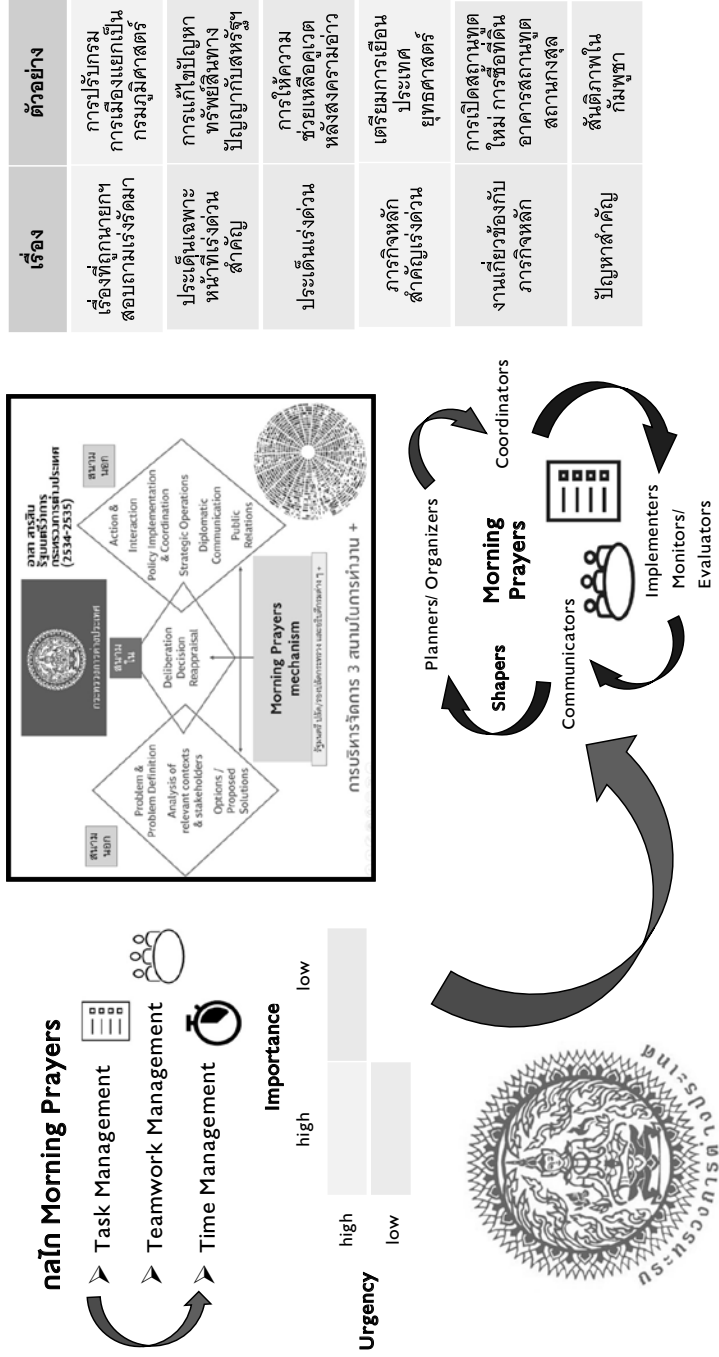 กลไก Morning Prayers
Task Management
Teamwork Management
Time Management
Importance
high
low
Urgency
high
low
กระทรวงการต่างประเทศ
สนาม
นอก
Problem &
Problem Definition
Analysis of
relevant contexts
& stakeholders
Options /
Proposed
Solutions
กระทรวงการต่างประเทศ
สนาม
ใน
Deliberation
Decision
Reappraisal
Morning Prayers
mechanism
อาสา สารสิน
รัฐมนตรีว่าการ
กระทรวงการต่างประเทศ
(2534-2535)
สนาม
นอก
Action &
Interaction
Policy Implementation
& Coordination
Strategic Operations
Diplomatic
Communication
Public
Relations
การบริหารจัดการ 3 สนามในการทำงาน +
Planners/ Organizers
Coordinators
Shapers
Morning
Prayers
Communicators
Implementers
Monitors/
Evaluators
เรื่อง
ตัวอย่าง
เรื่องที่ถูกนายกฯ
สอบถามเร่งรัดมา
การปรับกรม
การเมืองแยกเป็น
กรมภูมิศาสตร์
ประเด็นเฉพาะ
หน้าที่เร่งด่วน
สำคัญ
การแก้ไขปัญหา
ทรัพย์สินทาง
ปัญญากับสหรัฐฯ
ประเด็นเร่งด่วน
การให้ความ
ช่วยเหลือคูเวต
หลังสงครามอ่าว
ภารกิจหลัก
สำคัญเร่งด่วน
เตรียมการเยือน
ประเทศ
ยุทธศาสตร์
งานเกี่ยวข้องกับ
ภารกิจหลัก
การเปิดสถานทูต
ใหม่ การซื้อที่ดิน
อาคารสถานทูต
สถานกงสุล
ปัญหาสำคัญ
สันติภาพใน
กัมพูชา